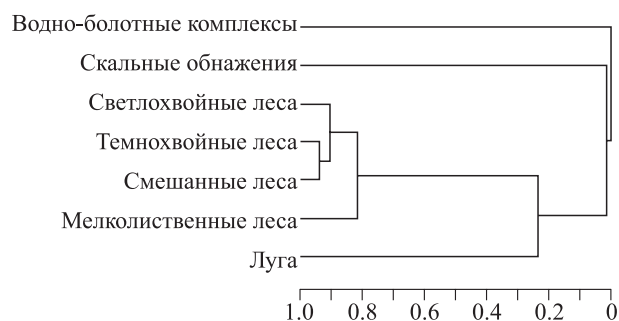 Водно-болотные комплексы
Скальные обнажения
Светлохвойные леса
Темнохвойные леса
Смешанные леса
Мелколиственные леса
Луга
1.0 0.8 0.6 0.4 0.2 0